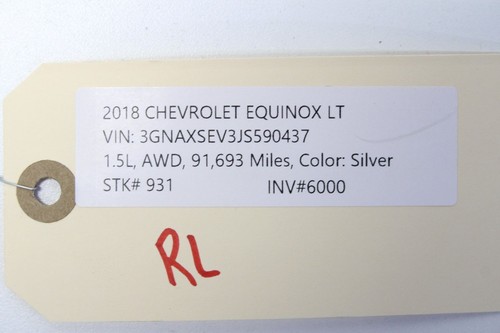 2018 CHEVROLET EQUINOX LT
VIN: 3GNAXSEV3JS590437
1.5L, AWD, 91,693 Miles, Color: Silver
STK# 931 INV#6000
RL